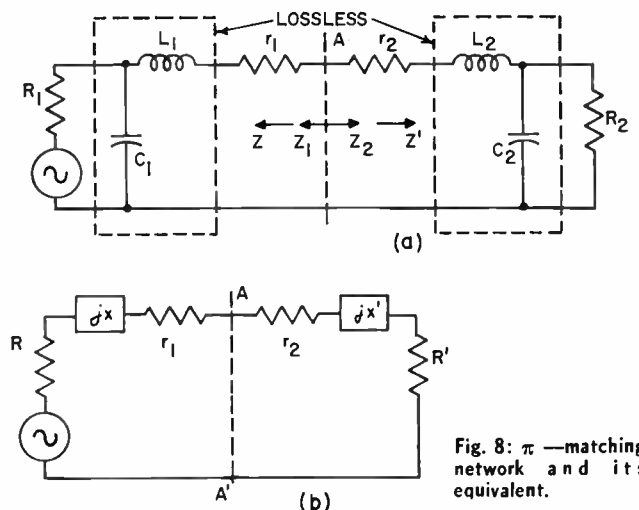 LOSSLESS
L₁ r₁ A r₂ L₂
R₁ C₁ Z Z₁ Z₂ Z' C₂ R₂
(a)
jx A jx'
R r₁ r₂ R'
A'
(b)
Fig. 8: π —matching
network and its
equivalent.